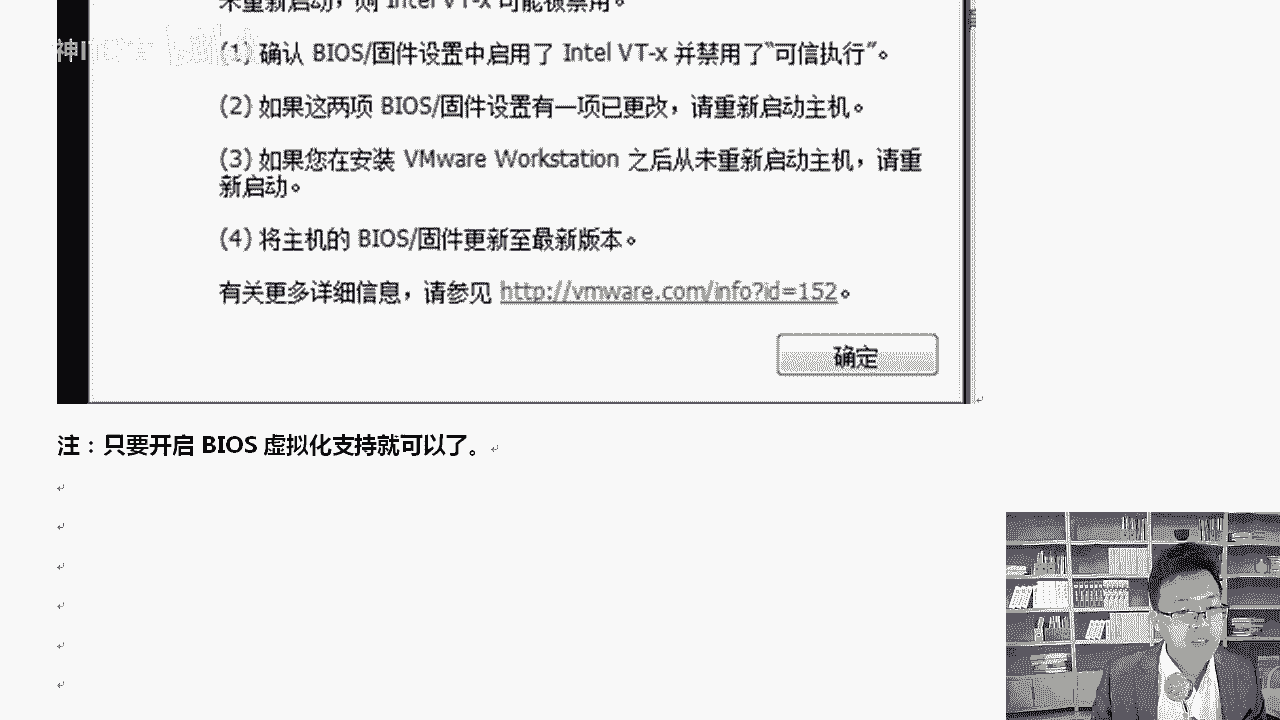 未重新启动，则 Intel VT-x 可能被禁用。
(1) 确认 BIOS/固件设置中启用了 Intel VT-x 并禁用了“可信执行”。
(2) 如果这两项 BIOS/固件设置有一项已更改，请重新启动主机。
(3) 如果您在安装 VMware Workstation 之后从未重新启动主机，请重
新启动。
(4) 将主机的 BIOS/固件更新至最新版本。
有关更多详细信息，请参见 http://vmware.com/info?id=152。
确定
注：只要开启 BIOS 虚拟化支持就可以了。